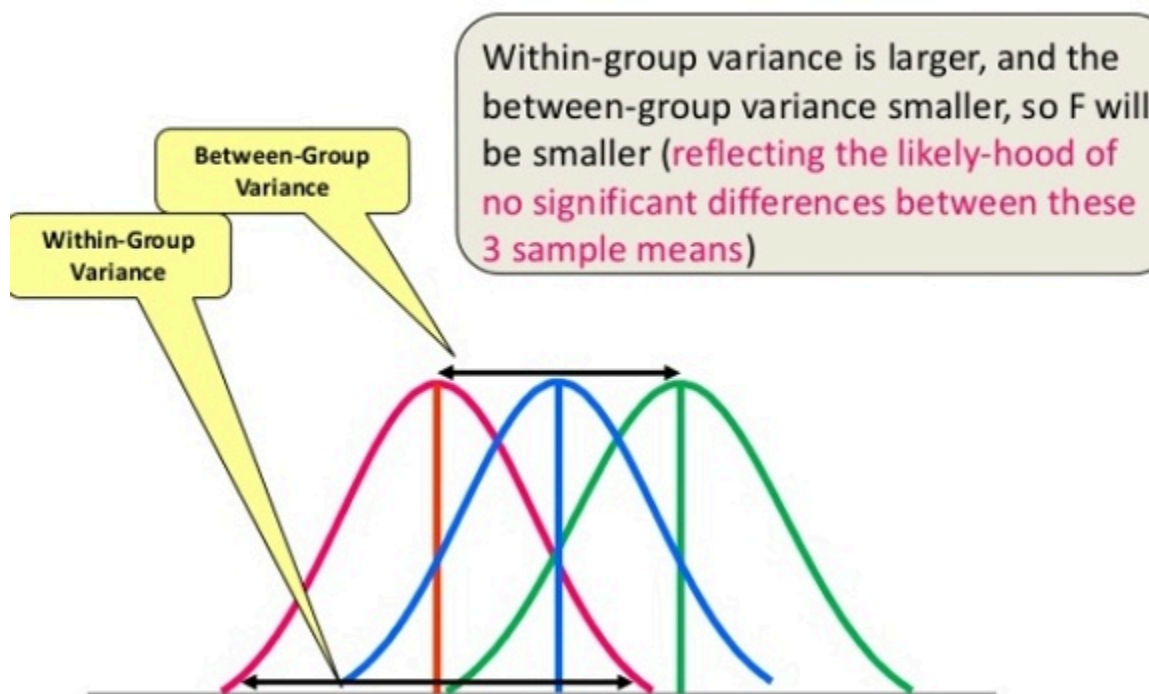 Within-group variance is larger, and the
between-group variance smaller, so F will
be smaller (reflecting the likely-hood of
no significant differences between these
3 sample means)
Between-Group
Variance
Within-Group
Variance